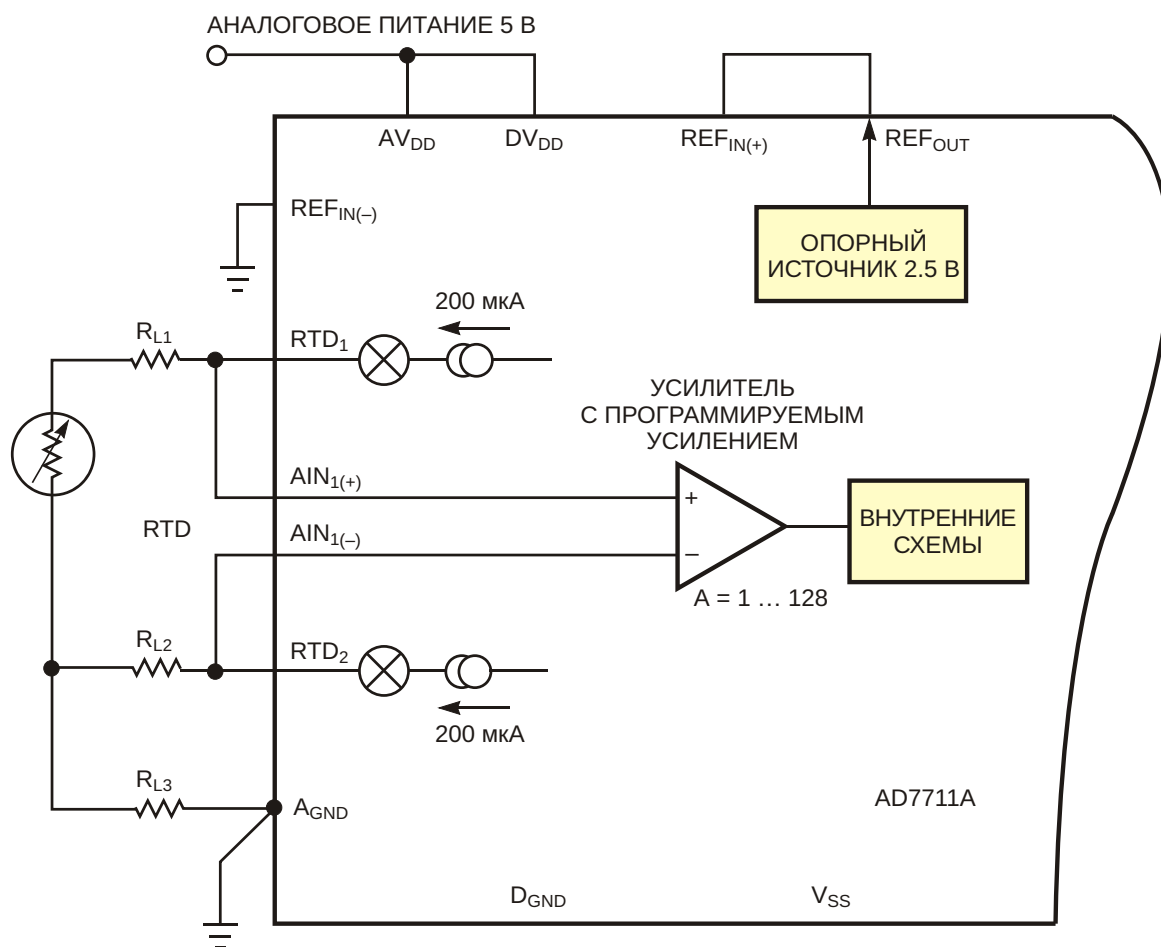 АНАЛОГОВОЕ ПИТАНИЕ 5 В
AVDD
DVDD
REFIN(+)
REFOUT
REFIN(–)
ОПОРНЫЙ
ИСТОЧНИК 2.5 В
200 мкА
RL1
RTD1
УСИЛИТЕЛЬ
С ПРОГРАММИРУЕМЫМ
УСИЛЕНИЕМ
AIN1(+)
+
RTD
AIN1(–)
–
ВНУТРЕННИЕ
СХЕМЫ
A = 1 … 128
RL2
RTD2
200 мкА
RL3
AGND
AD7711A
DGND
VSS